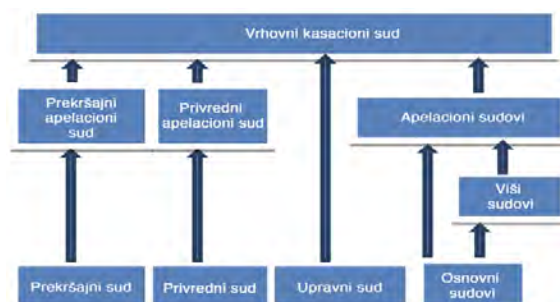 Vrhovni kasacioni sud
Prekršajni
apelacioni
sud
Privredni
apelacioni sud
Apelacioni sudovi
Viši
sudovi
Prekršajni sud
Privredni sud
Upravni sud
Osnovni
sudovi